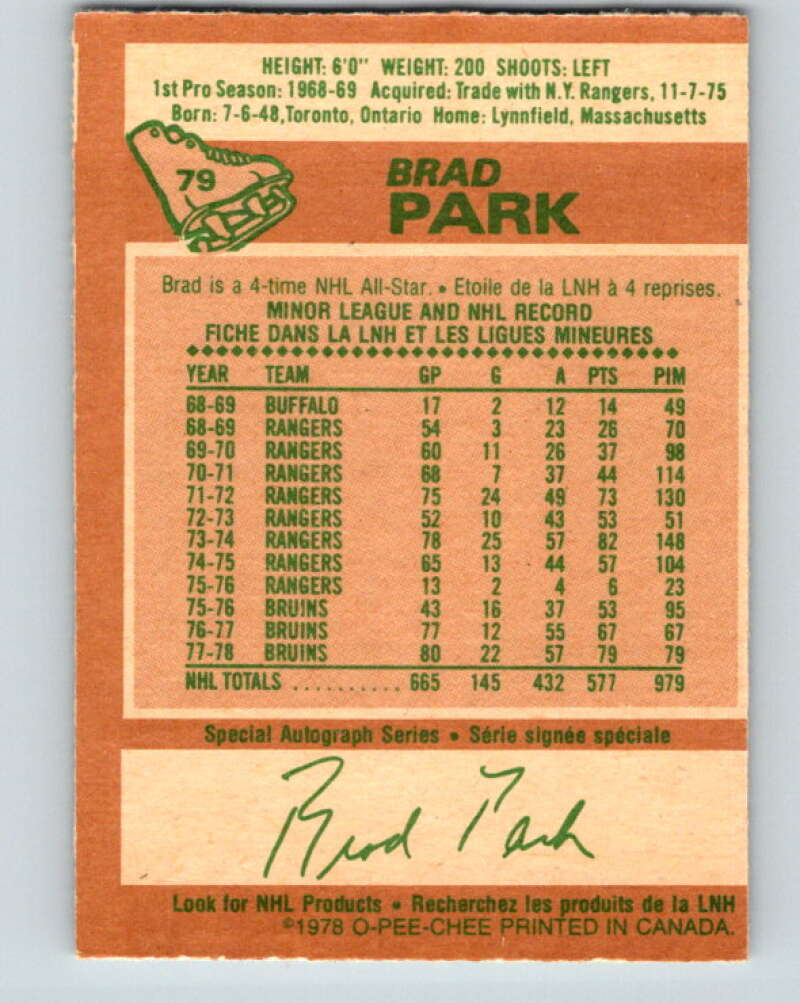 HEIGHT: 6'0" WEIGHT: 200 SHOOTS: LEFT
1st Pro Season: 1968-69 Acquired: Trade with N.Y. Rangers, 11-7-75
Born: 7-6-48, Toronto, Ontario Home: Lynnfield, Massachusetts
79
BRAD
PARK
Brad is a 4-time NHL All-Star. • Etoile de la LNH à 4 reprises.
MINOR LEAGUE AND NHL RECORD
FICHE DANS LA LNH ET LES LIGUES MINEURES
YEAR TEAM GP G A PTS PIM
68-69 BUFFALO 17 2 12 14 49
68-69 RANGERS 54 3 23 26 70
69-70 RANGERS 60 11 26 37 98
70-71 RANGERS 68 7 37 44 114
71-72 RANGERS 75 24 49 73 130
72-73 RANGERS 52 10 43 53 51
73-74 RANGERS 78 25 57 82 148
74-75 RANGERS 65 13 44 57 104
75-76 RANGERS 13 2 4 6 23
75-76 BRUINS 43 16 37 53 95
76-77 BRUINS 77 12 55 67 67
77-78 BRUINS 80 22 57 79 79
NHL TOTALS .......... 665 145 432 577 979
Special Autograph Series • Série signée spéciale
Brad Park
Look for NHL Products • Recherchez les produits de la LNH
©1978 O-PEE-CHEE PRINTED IN CANADA.